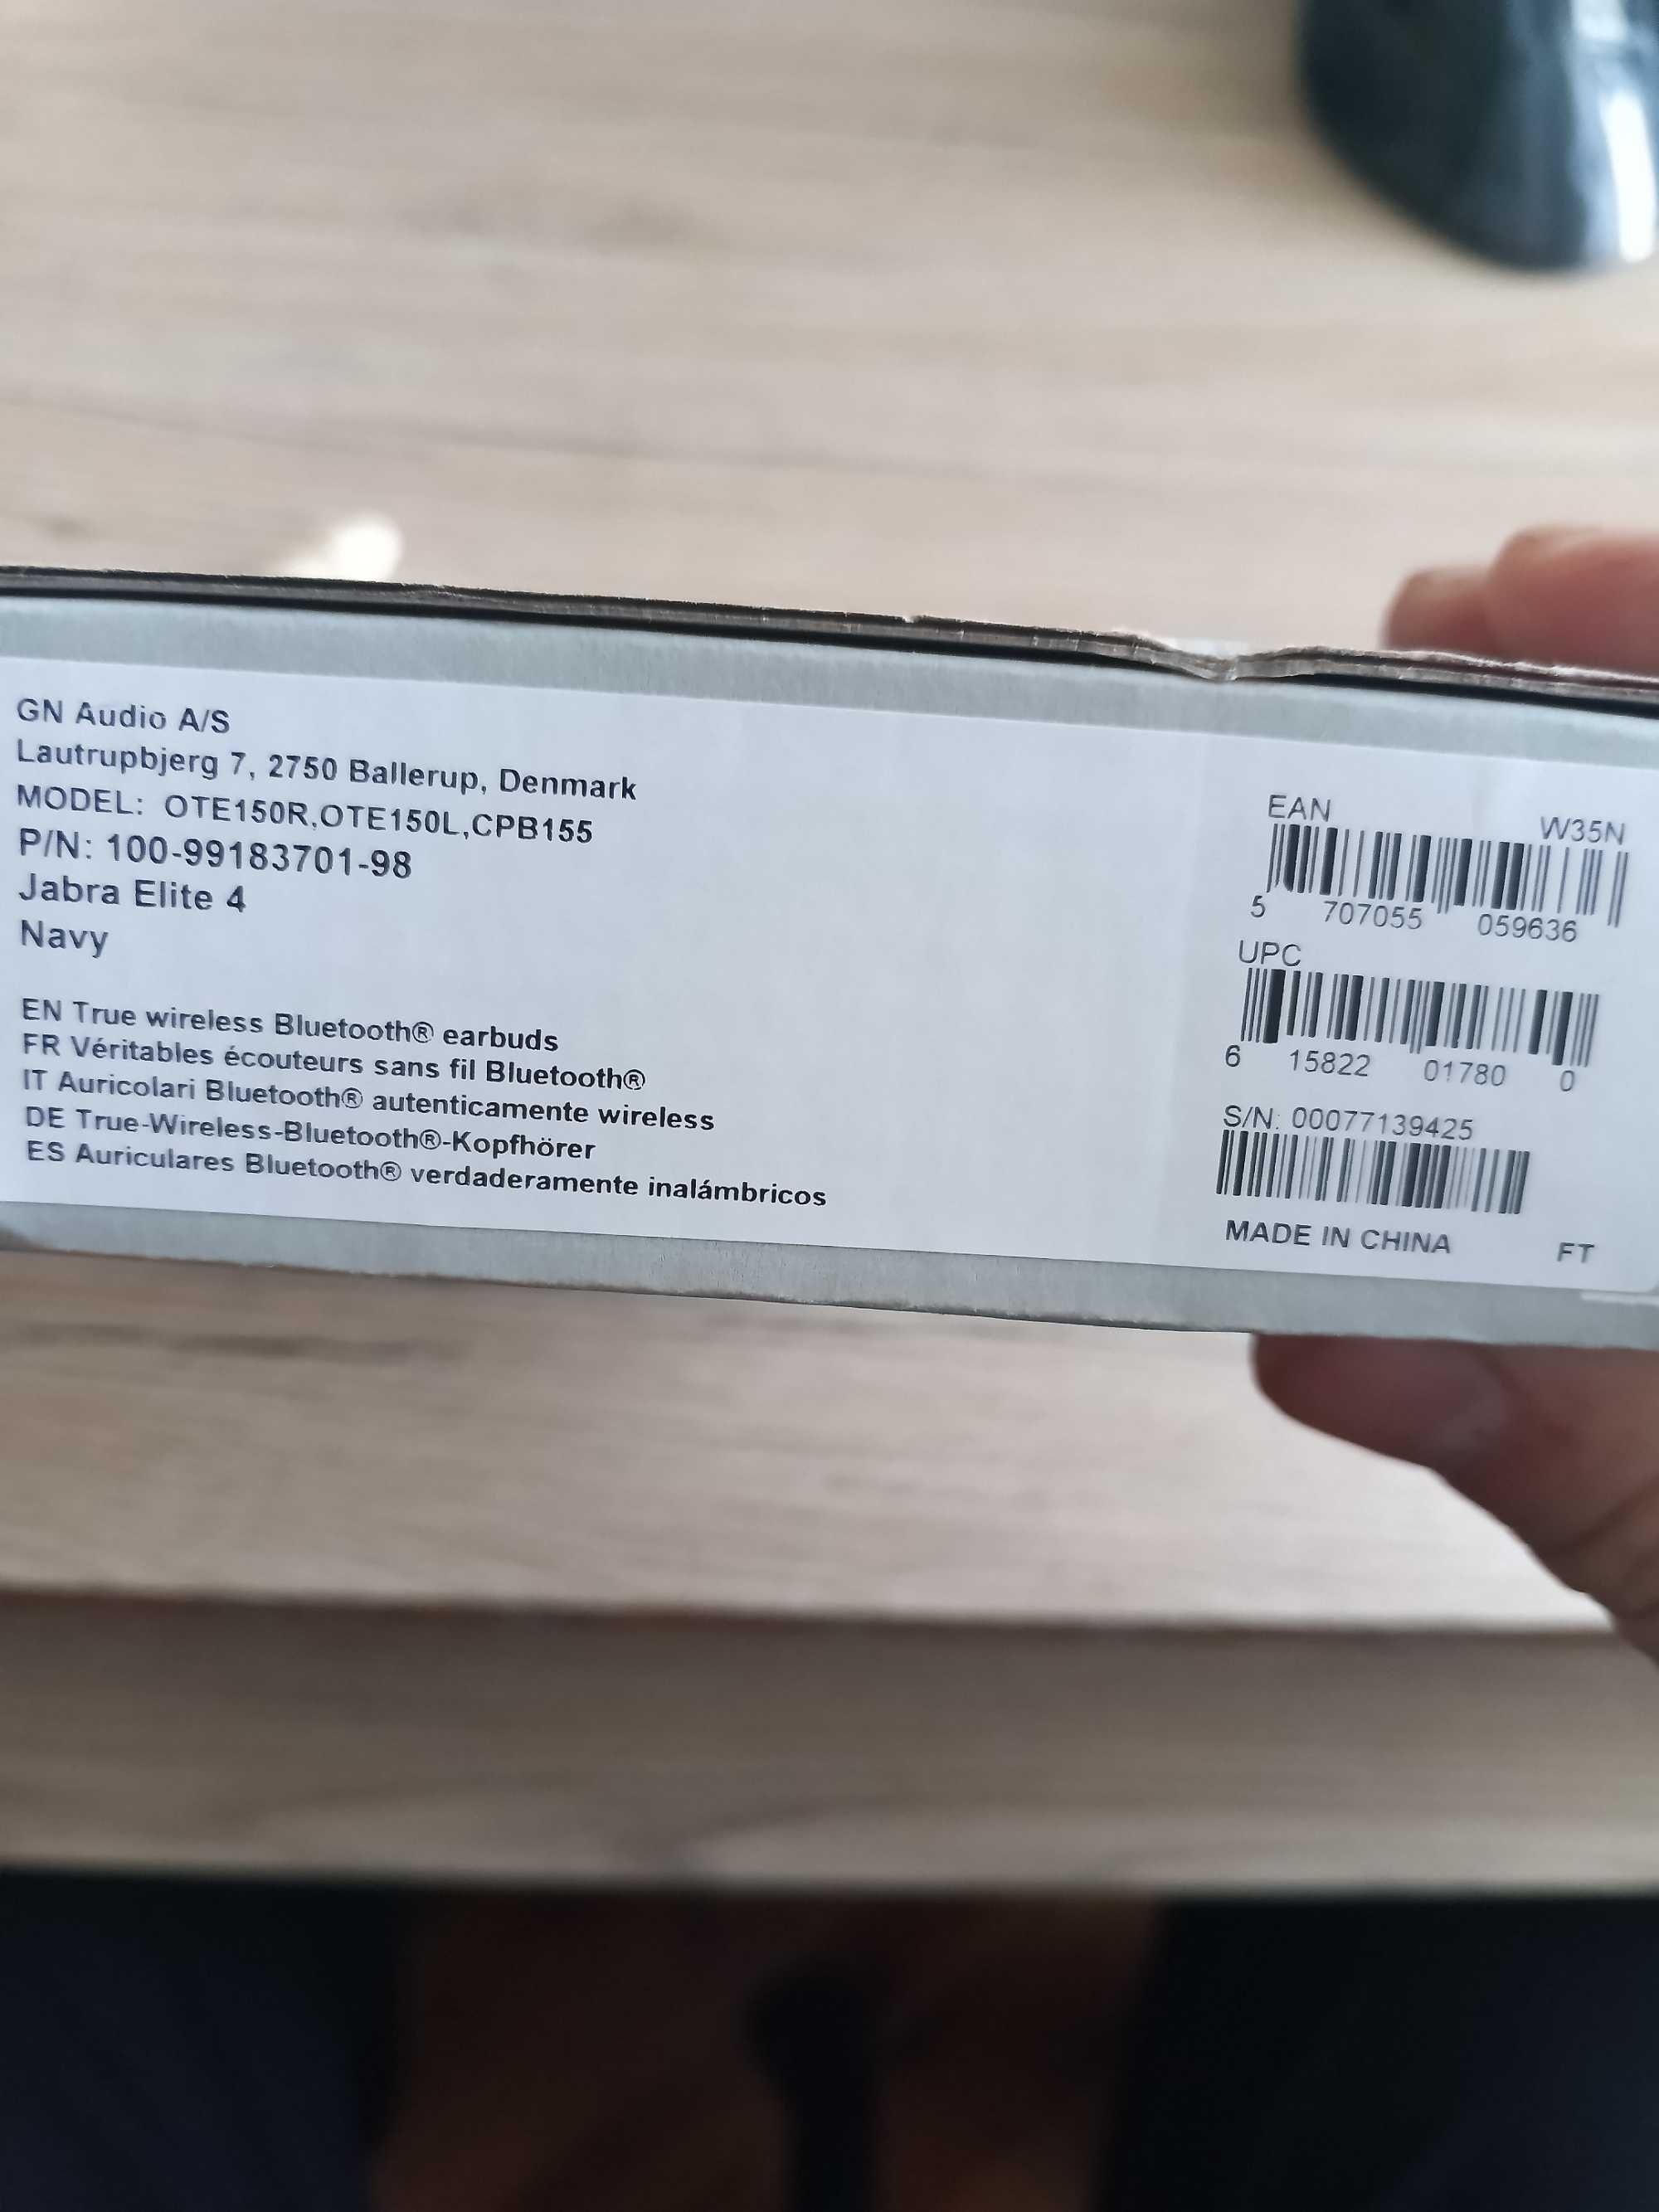 GN Audio A/S
Lautrupbjerg 7, 2750 Ballerup, Denmark
MODEL: OTE150R,OTE150L,CPB155
P/N: 100-99183701-98
Jabra Elite 4
Navy
EN True wireless Bluetooth® earbuds
FR Véritables écouteurs sans fil Bluetooth®
IT Auricolari Bluetooth® autenticamente wireless
DE True-Wireless-Bluetooth®-Kopfhörer
ES Auriculares Bluetooth® verdaderamente inalámbricos
EAN W35N
5 707055 059636
UPC
6 15822 01780 0
S/N: 00077139425
MADE IN CHINA FT